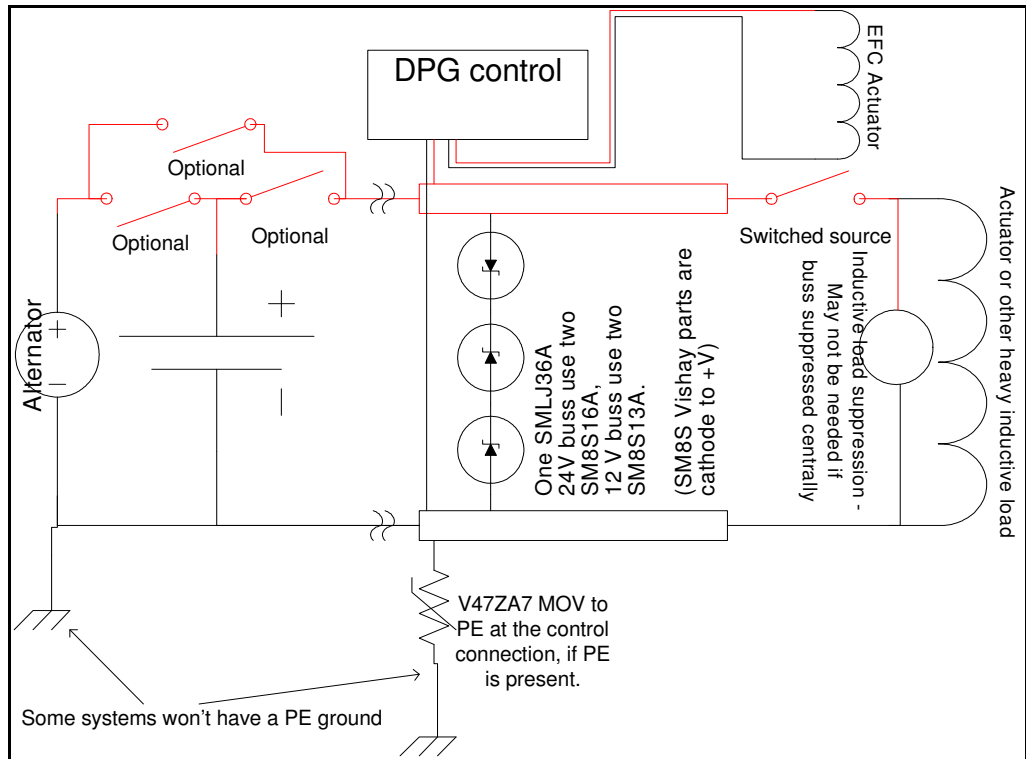 DPG control
EFC Actuator
Optional
Optional
Optional
Switched source
Alternator
+
−
+
−
One SMLJ36A
24V buss use two
SM8S16A,
12 V buss use two
SM8S13A.
(SM8S Vishay parts are
cathode to +V)
Inductive load suppression -
May not be needed if
buss suppressed centrally
Actuator or other heavy inductive load
V47ZA7 MOV to
PE at the control
connection, if PE
is present.
Some systems won't have a PE ground